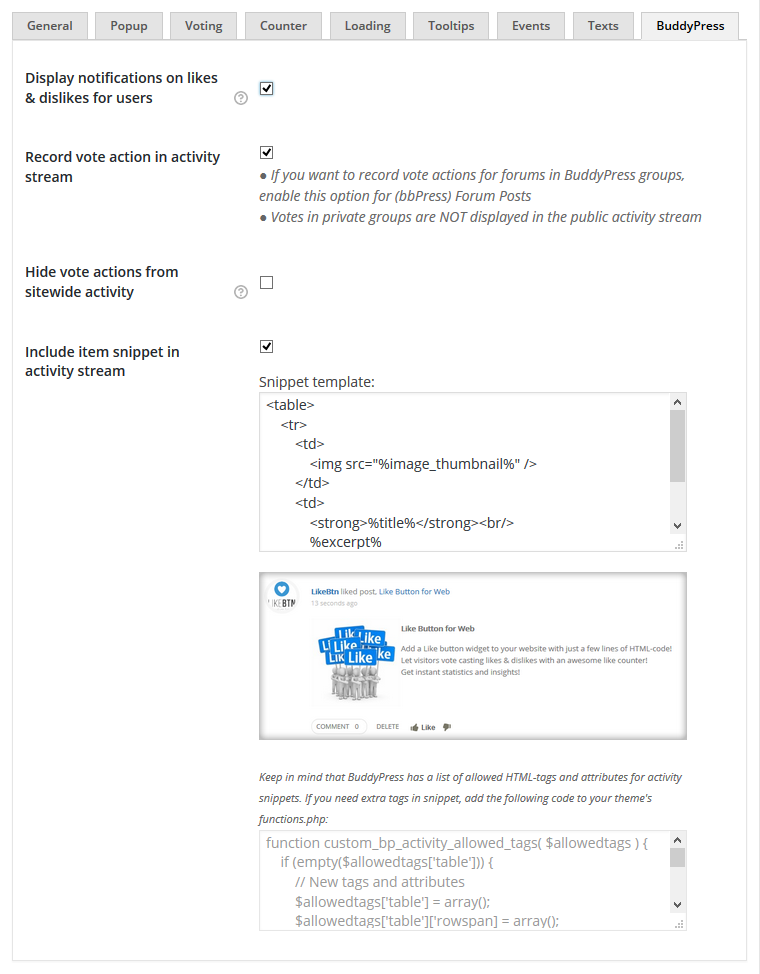 General Popup Voting Counter Loading Tooltips Events Texts BuddyPress
Display notifications on likes
& dislikes for users ?
Record vote action in activity
stream
● If you want to record vote actions for forums in BuddyPress groups,
enable this option for (bbPress) Forum Posts
● Votes in private groups are NOT displayed in the public activity stream
Hide vote actions from
sitewide activity ?
Include item snippet in
activity stream
Snippet template:
<table>
<tr>
<td>
<img src="%image_thumbnail%" />
</td>
<td>
<strong>%title%</strong><br/>
%excerpt%
LIKEBTN
LikeBtn liked post, Like Button for Web
13 seconds ago
Like Button for Web
Add a Like button widget to your website with just a few lines of HTML-code!
Let visitors vote casting likes & dislikes with an awesome like counter!
Get instant statistics and insights!
Lik Like
Li Like ke
Lik Like
COMMENT 0 DELETE Like
Keep in mind that BuddyPress has a list of allowed HTML-tags and attributes for activity
snippets. If you need extra tags in snippet, add the following code to your theme's
functions.php:
function custom_bp_activity_allowed_tags( $allowedtags ) {
if (empty($allowedtags['table'])) {
// New tags and attributes
$allowedtags['table'] = array();
$allowedtags['table']['rowspan] = array();